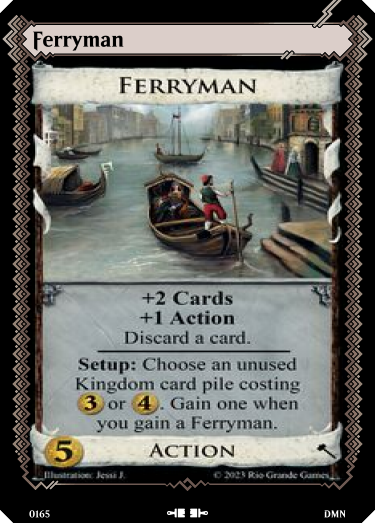 Ferryman
FERRYMAN
+2 Cards
+1 Action
Discard a card.
Setup: Choose an unused
Kingdom card pile costing
3 or 4. Gain one when
you gain a Ferryman.
5 ACTION
Illustration: Jessi J. © 2023 Rio Grande Games
0165 DMN